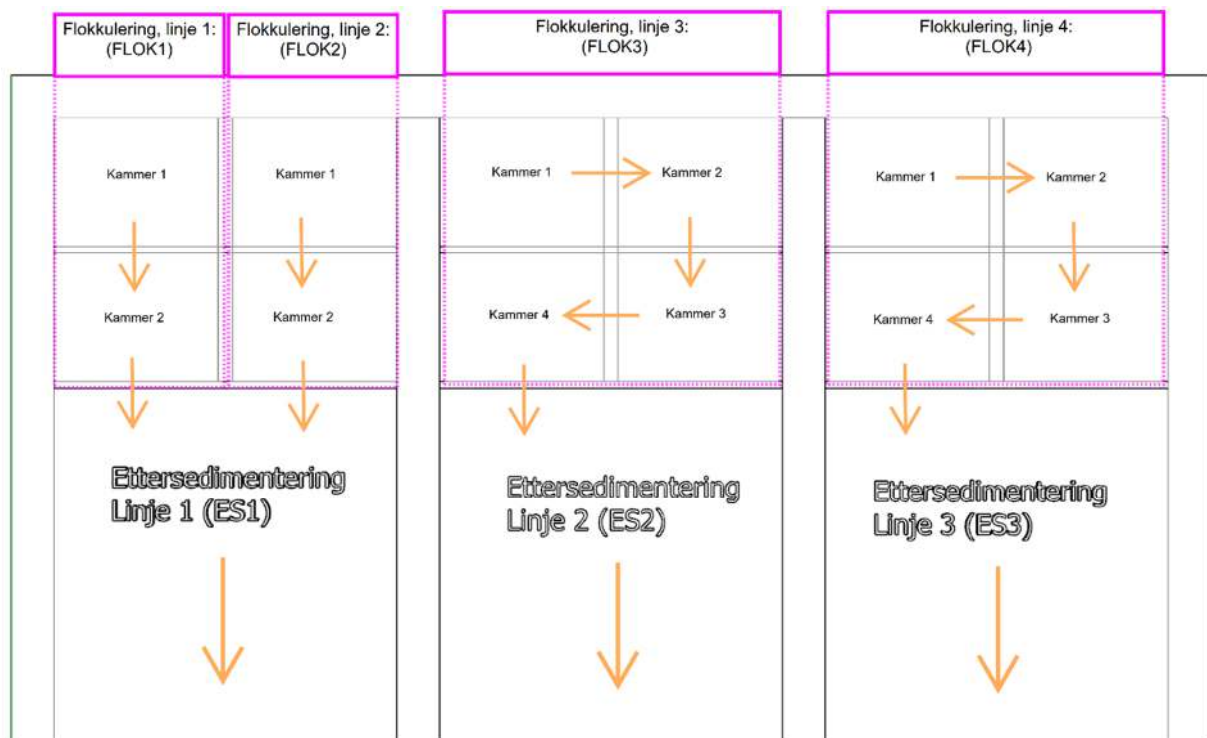 Flokkulering, linje 1:
(FLOK1)
Flokkulering, linje 2:
(FLOK2)
Flokkulering, linje 3:
(FLOK3)
Flokkulering, linje 4:
(FLOK4)
Kammer 1
Kammer 1
Kammer 1
Kammer 2
Kammer 1
Kammer 2
Kammer 2
Kammer 2
Kammer 4
Kammer 3
Kammer 4
Kammer 3
Ettersedimentering
Linje 1 (ES1)
Ettersedimentering
Linje 2 (ES2)
Ettersedimentering
Linje 3 (ES3)